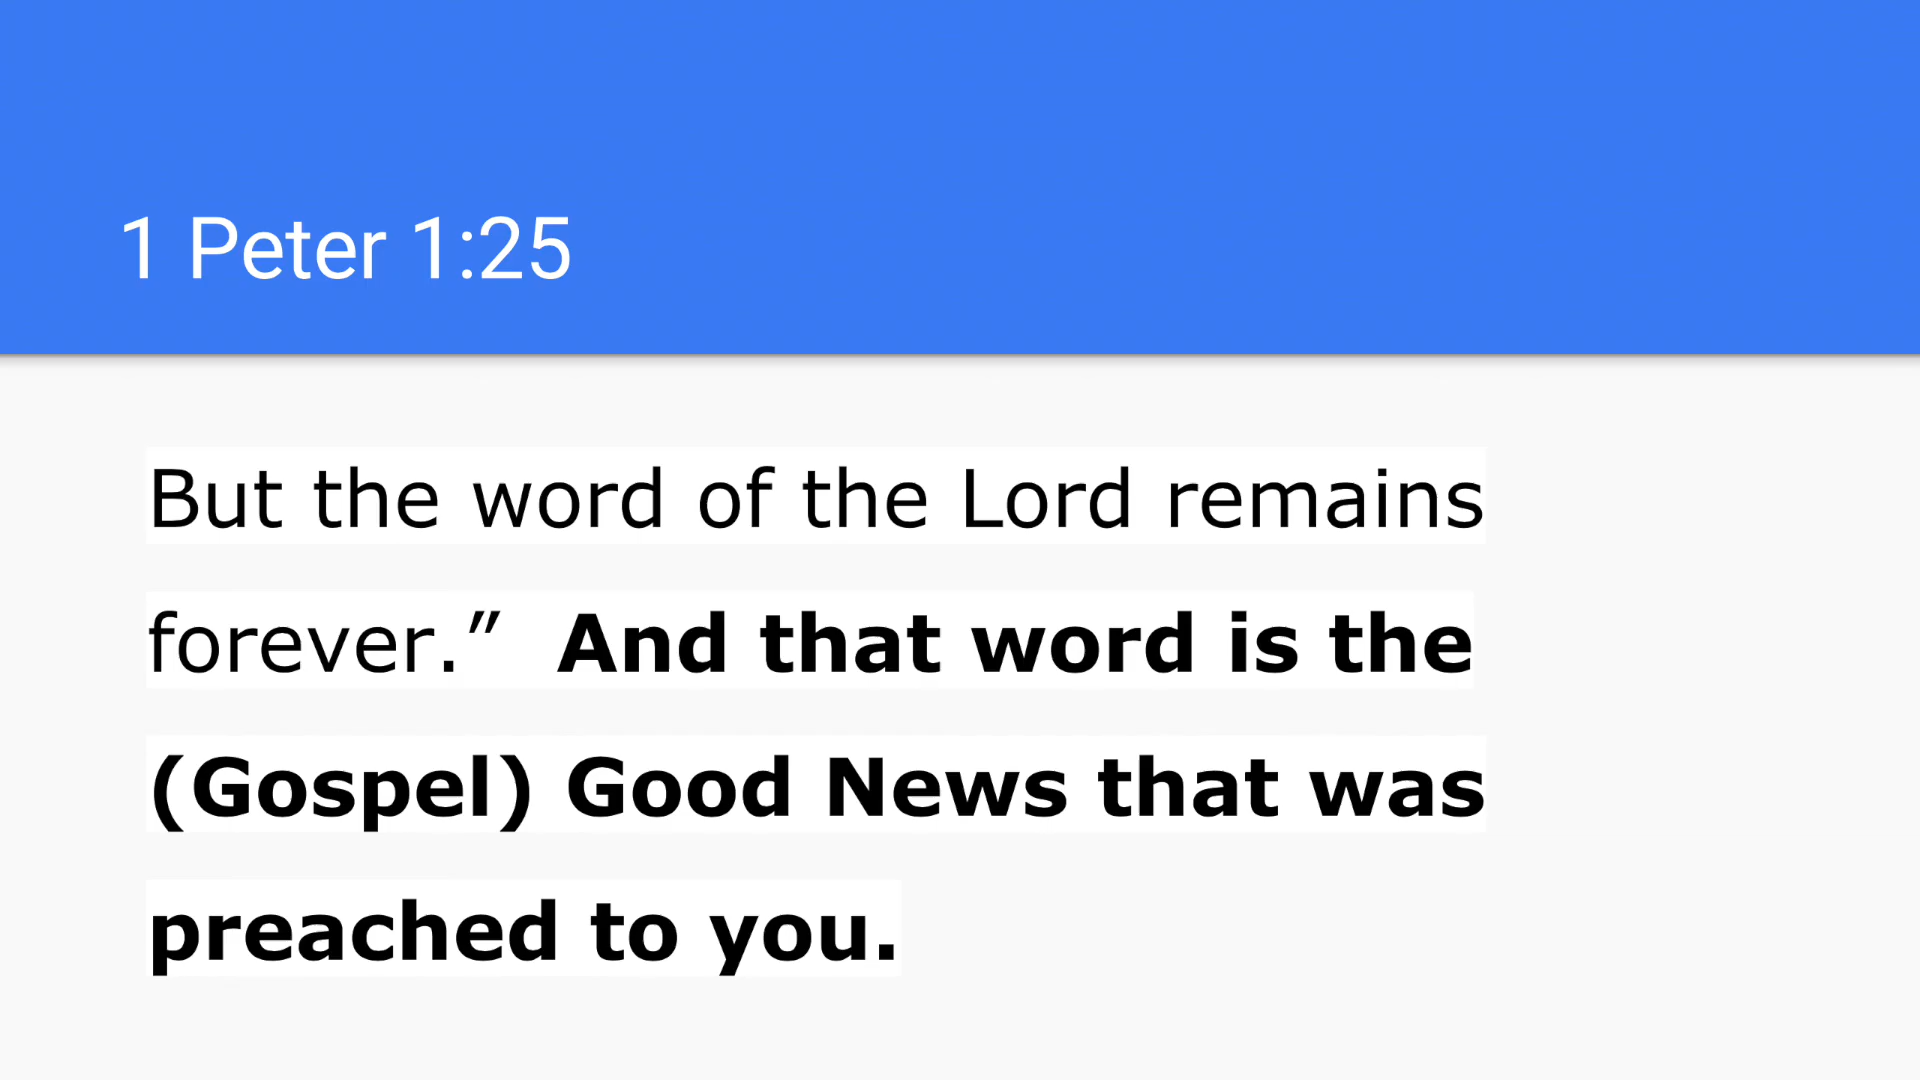 1 Peter 1:25
But the word of the Lord remains
forever.”  And that word is the
(Gospel) Good News that was
preached to you.